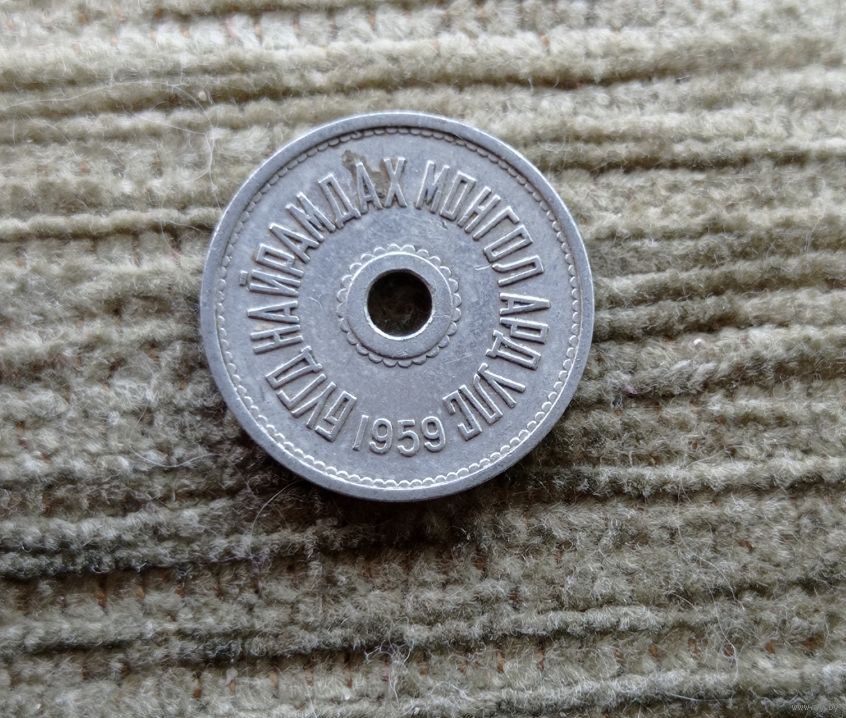 БҮГД НАЙРАМДАХ МОНГОЛ АРД УЛС
1959